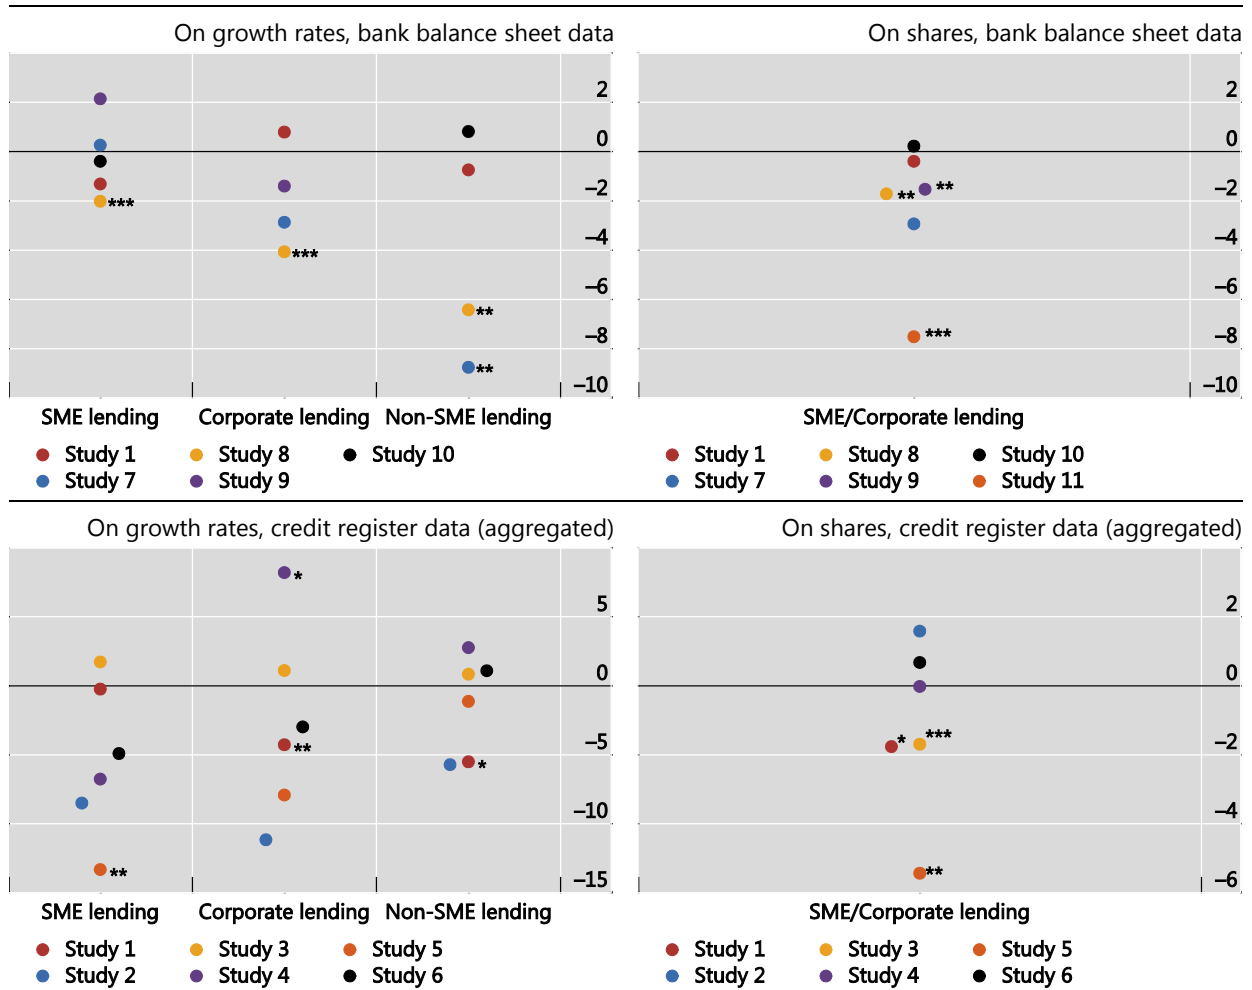 On growth rates, bank balance sheet data
2
0
–2
–4
–6
–8
–10
***
***
**
**
SME lending Corporate lending Non-SME lending
Study 1 Study 8 Study 10
Study 7 Study 9
On shares, bank balance sheet data
2
0
–2
–4
–6
–8
–10
**
**
***
SME/Corporate lending
Study 1 Study 8 Study 10
Study 7 Study 9 Study 11
On growth rates, credit register data (aggregated)
5
0
–5
–10
–15
*
**
*
**
SME lending Corporate lending Non-SME lending
Study 1 Study 3 Study 5
Study 2 Study 4 Study 6
On shares, credit register data (aggregated)
2
0
–2
–4
–6
*
***
**
SME/Corporate lending
Study 1 Study 3 Study 5
Study 2 Study 4 Study 6